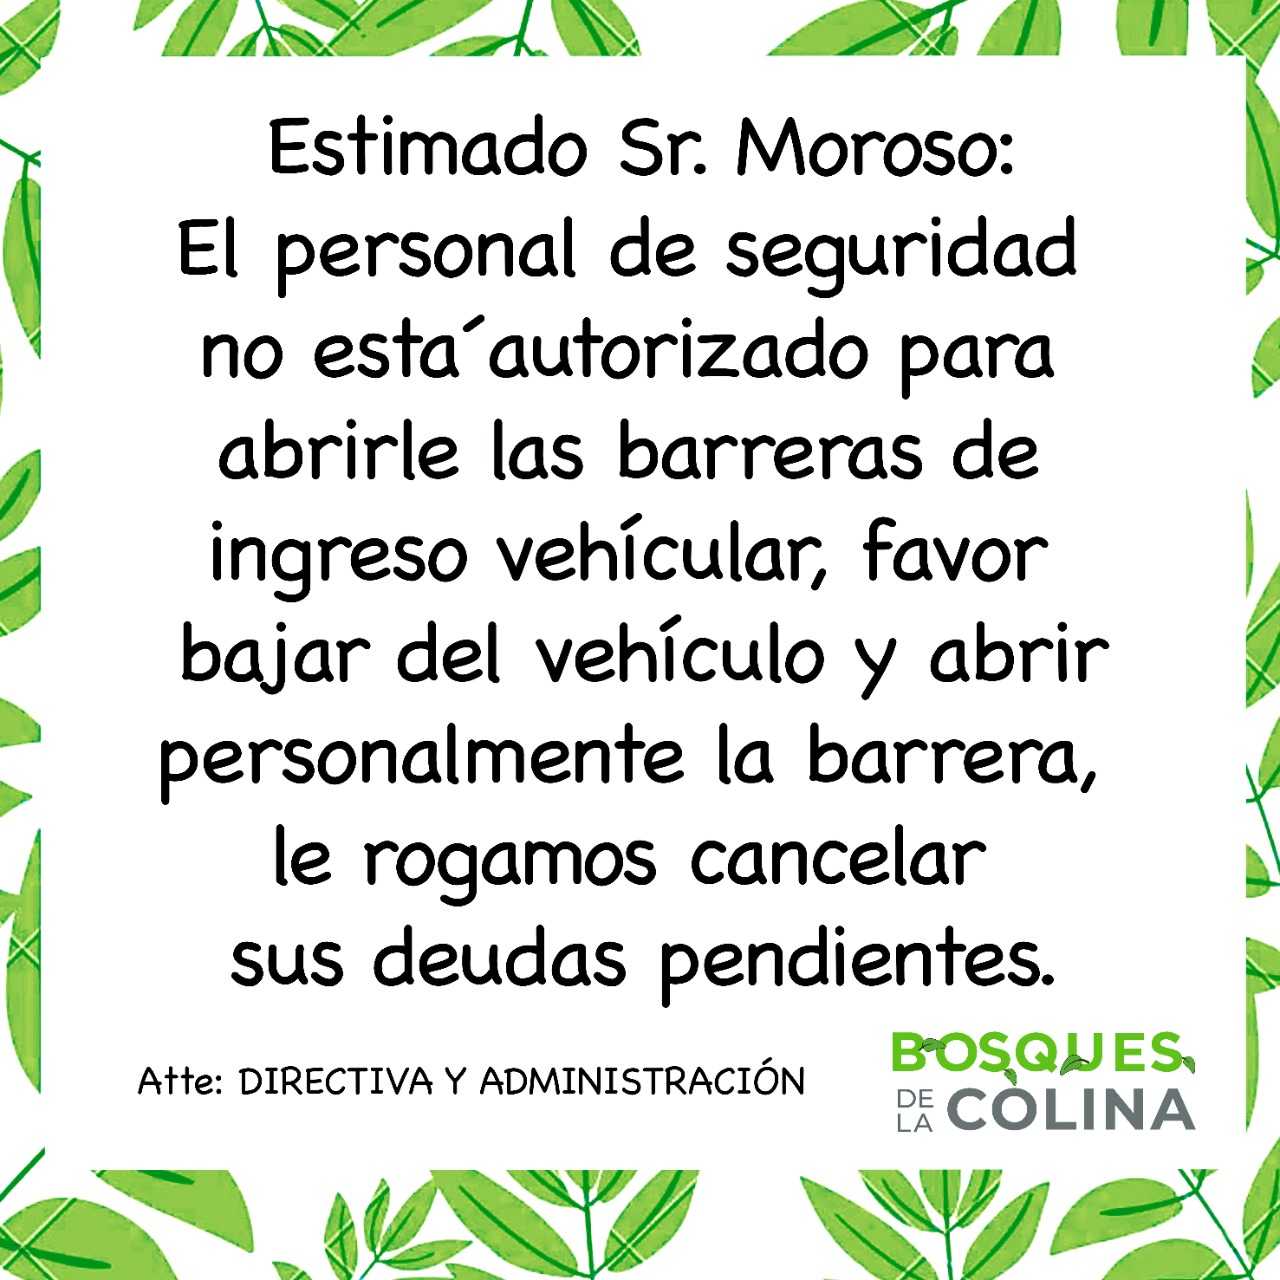 Estimado Sr. Moroso:
El personal de seguridad
no esta´autorizado para
abrirle las barreras de
ingreso vehícular, favor
bajar del vehículo y abrir
personalmente la barrera,
le rogamos cancelar
sus deudas pendientes.
Atte: DIRECTIVA Y ADMINISTRACIÓN
BOSQUES
DE LA COLINA